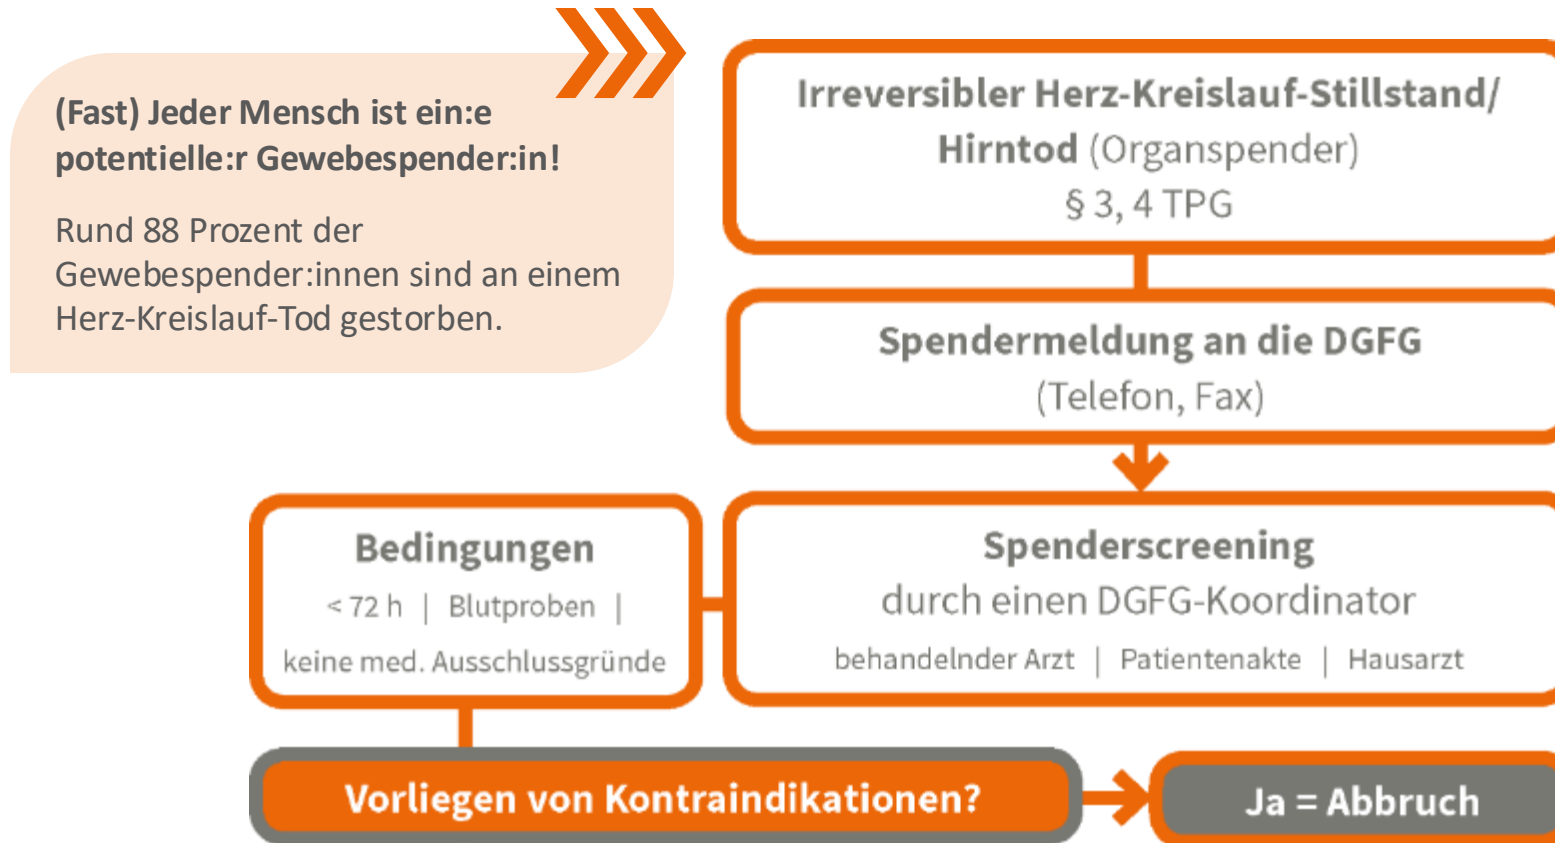 (Fast) Jeder Mensch ist ein:e
potentielle:r Gewebespender:in!
Rund 88 Prozent der
Gewebespender:innen sind an einem
Herz-Kreislauf-Tod gestorben.
Irreversibler Herz-Kreislauf-Stillstand/
Hirntod (Organspender)
§ 3, 4 TPG
Spendermeldung an die DGFG
(Telefon, Fax)
Spenderscreening
durch einen DGFG-Koordinator
behandelnder Arzt | Patientenakte | Hausarzt
Bedingungen
< 72 h | Blutproben |
keine med. Ausschlussgründe
Vorliegen von Kontraindikationen?
Ja = Abbruch